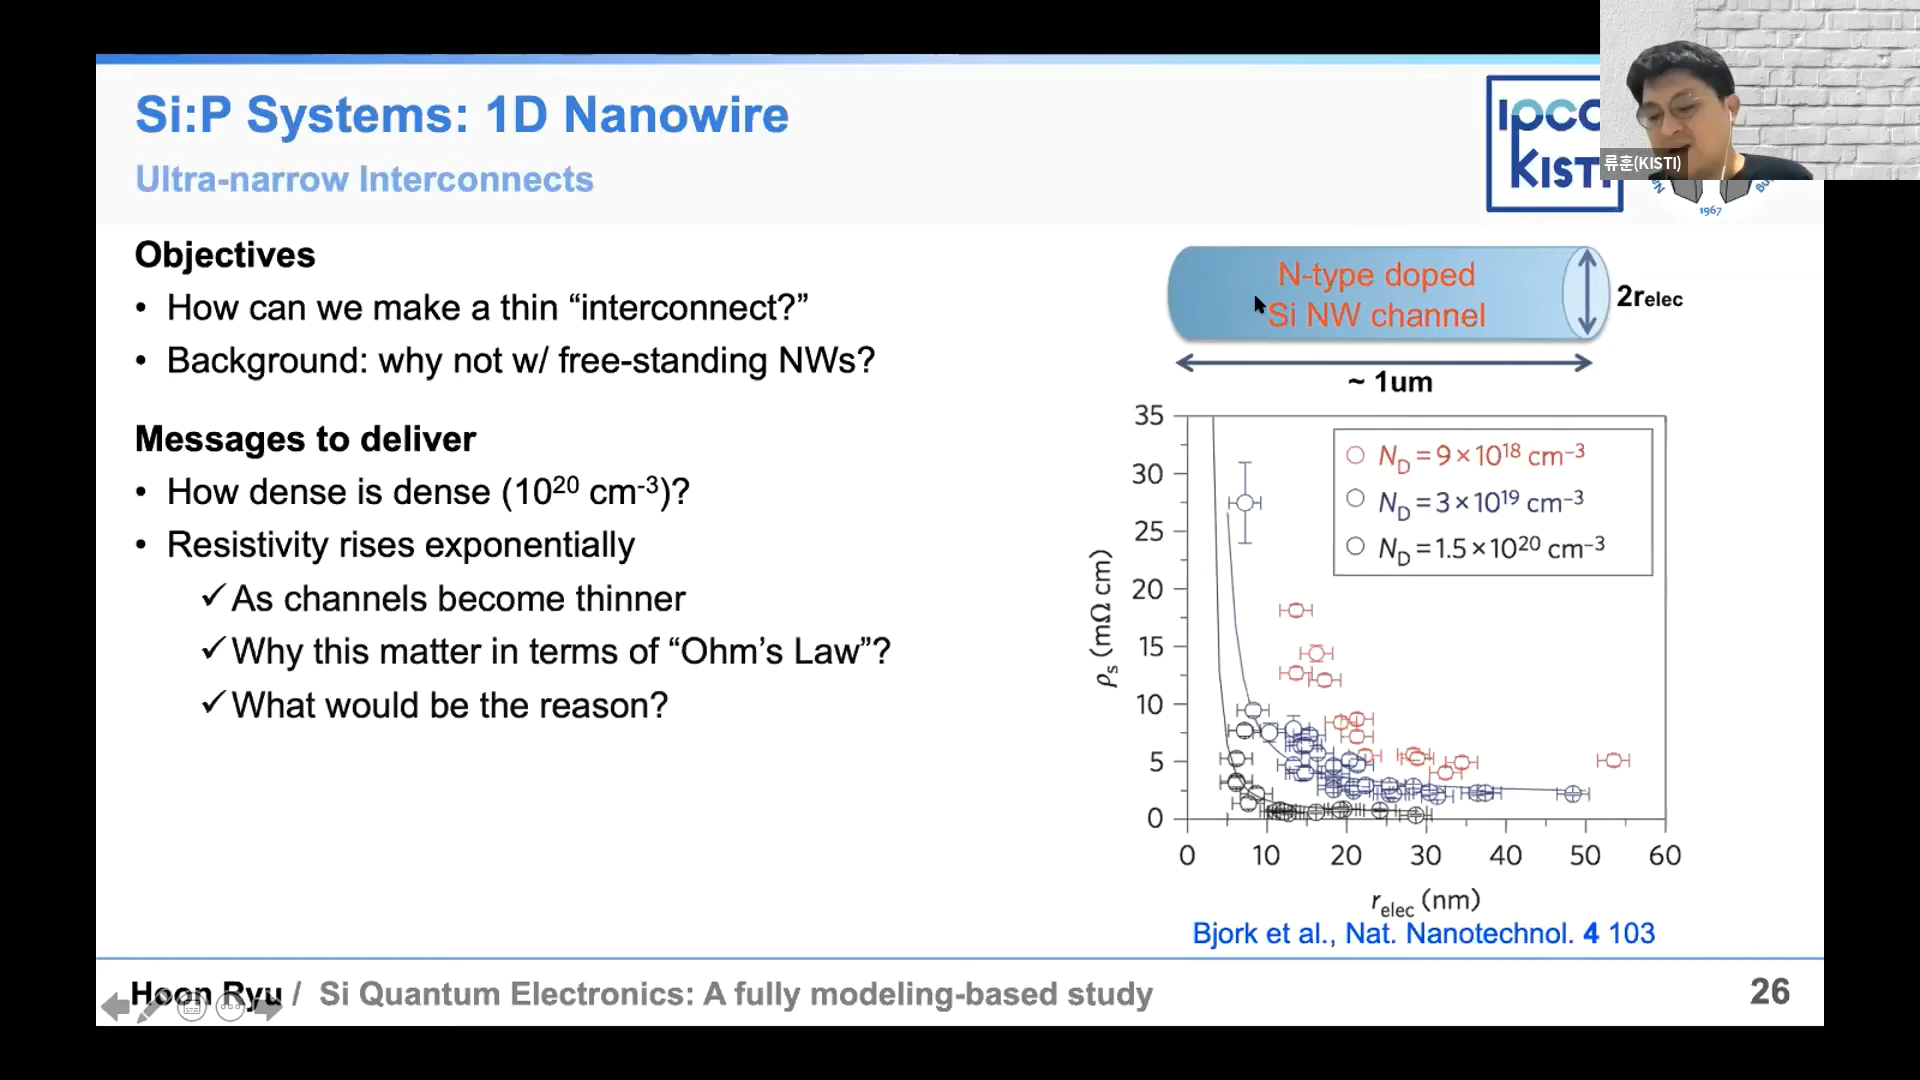 Si:P Systems: 1D Nanowire
Ultra-narrow Interconnects
KISTI
류훈(KISTI)
1967
Objectives
• How can we make a thin “interconnect?”
• Background: why not w/ free-standing NWs?
Messages to deliver
• How dense is dense (10²⁰ cm⁻³)?
• Resistivity rises exponentially
✓As channels become thinner
✓Why this matter in terms of “Ohm’s Law”?
✓What would be the reason?
N-type doped
Si NW channel
2rₑₗₑc
~ 1um
35
30
25
20
15
10
5
0
ρₛ (mΩ cm)
N_D = 9 × 10¹⁸ cm⁻³
N_D = 3 × 10¹⁹ cm⁻³
N_D = 1.5 × 10²⁰ cm⁻³
0 10 20 30 40 50 60
r_elec (nm)
Bjork et al., Nat. Nanotechnol. 4 103
Hoon Ryu / Si Quantum Electronics: A fully modeling-based study
26